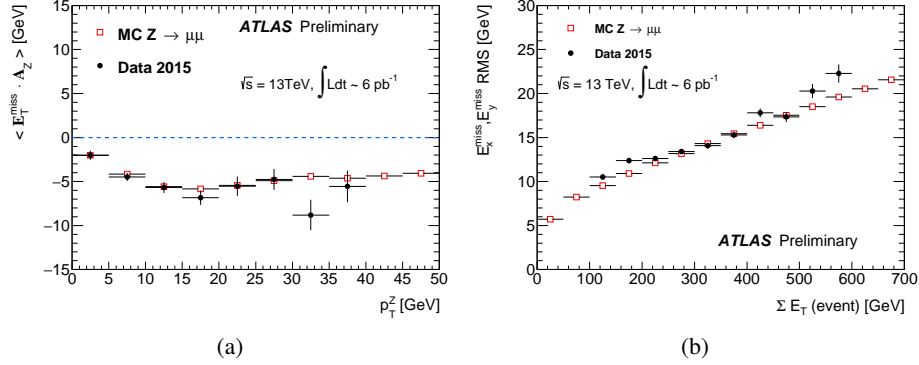 < E_T^miss · A_Z > [GeV]
15
10
5
0
−5
−10
−15
ATLAS Preliminary
MC Z → μμ
Data 2015
√s = 13TeV, ∫Ldt ~ 6 pb⁻¹
0 5 10 15 20 25 30 35 40 45 50
p_T^Z [GeV]
(a)
E_x^miss,E_y^miss RMS [GeV]
30
25
20
15
10
5
0
MC Z → μμ
Data 2015
√s = 13TeV, ∫Ldt ~ 6 pb⁻¹
ATLAS Preliminary
0 100 200 300 400 500 600 700
Σ E_T (event) [GeV]
(b)